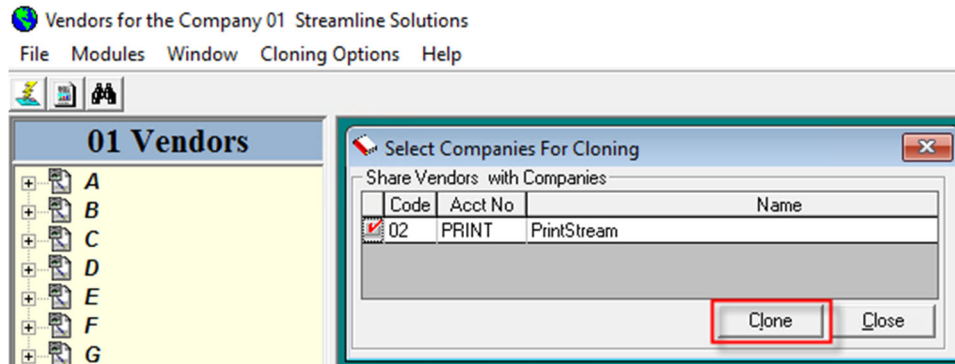 Vendors for the Company 01 Streamline Solutions
File Modules Window Cloning Options Help
01 Vendors
A
B
C
D
E
F
G
Select Companies For Cloning
Share Vendors with Companies
Code Acct No Name
02 PRINT PrintStream
Clone Close